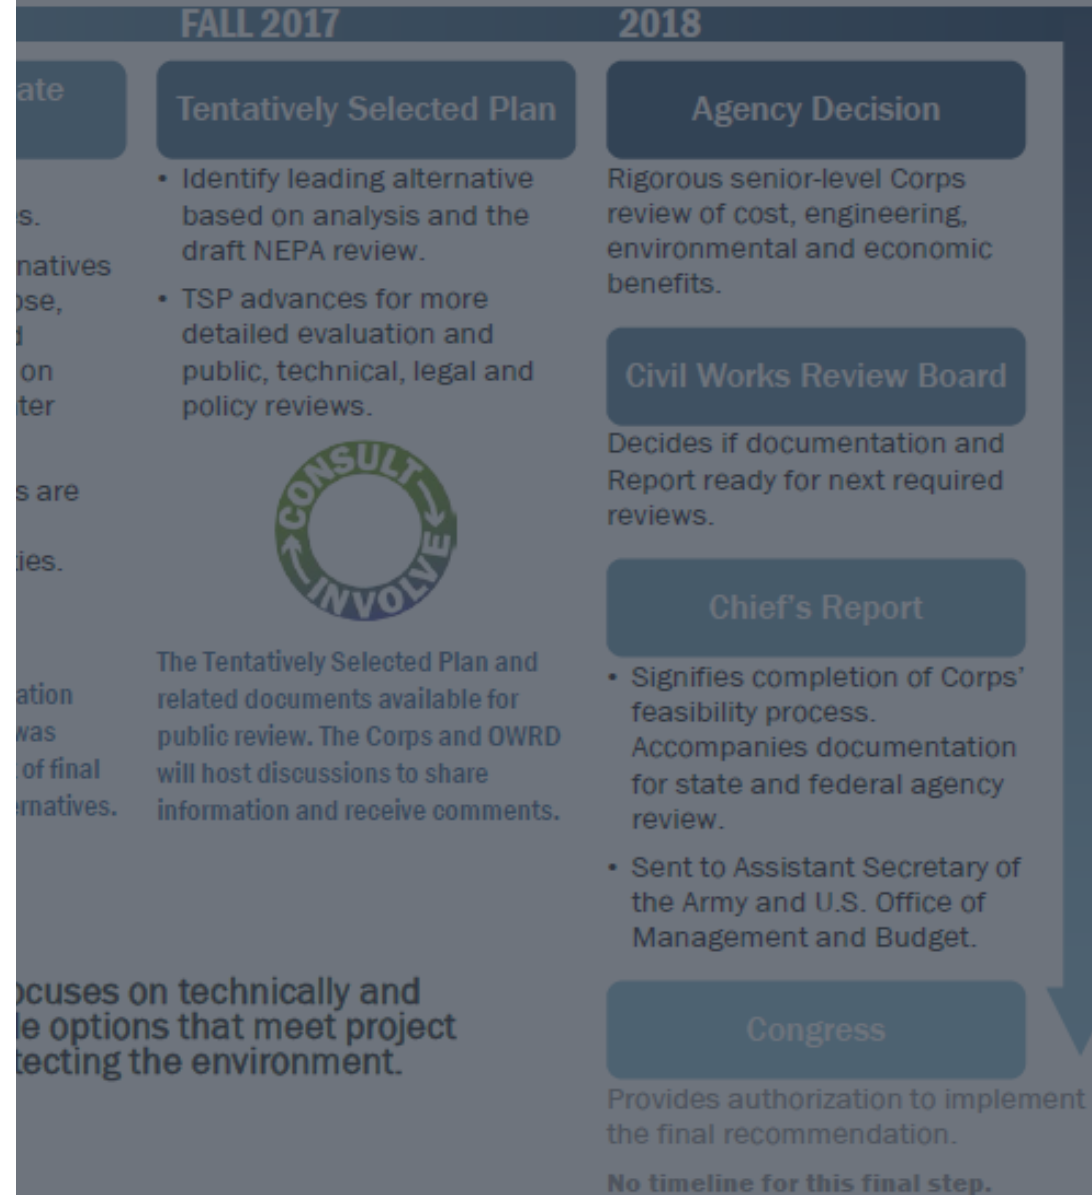 FALL 2017
2018
ate
s.
natives
ose,
d
on
ter
s are
ties.
ation
was
of final
ernatives.
Tentatively Selected Plan
• Identify leading alternative
based on analysis and the
draft NEPA review.
• TSP advances for more
detailed evaluation and
public, technical, legal and
policy reviews.
CONSULT
INVOLVE
The Tentatively Selected Plan and
related documents available for
public review. The Corps and OWRD
will host discussions to share
information and receive comments.
ocuses on technically and
le options that meet project
tecting the environment.
Agency Decision
Rigorous senior-level Corps
review of cost, engineering,
environmental and economic
benefits.
Civil Works Review Board
Decides if documentation and
Report ready for next required
reviews.
Chief's Report
• Signifies completion of Corps'
feasibility process.
Accompanies documentation
for state and federal agency
review.
• Sent to Assistant Secretary of
the Army and U.S. Office of
Management and Budget.
Congress
Provides authorization to implement
the final recommendation.
No timeline for this final step.